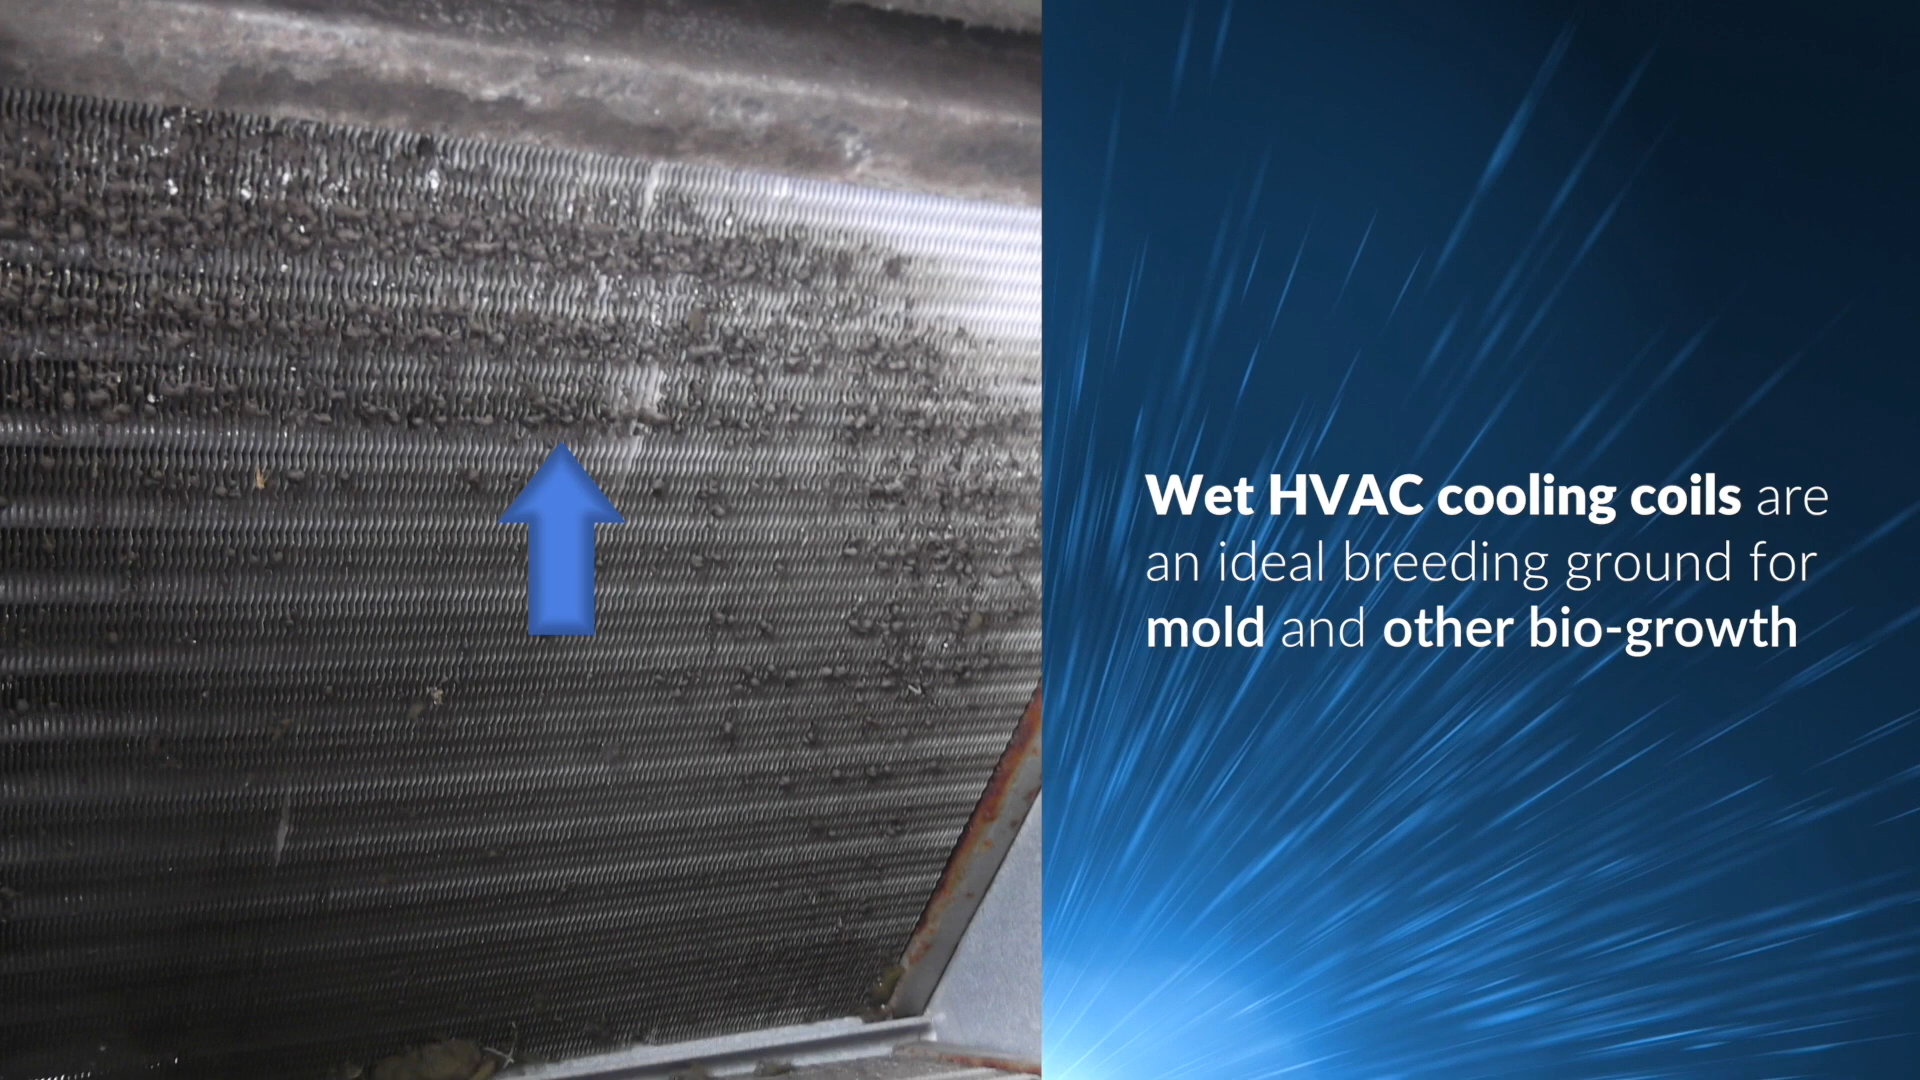 Wet HVAC cooling coils are
an ideal breeding ground for
mold and other bio-growth